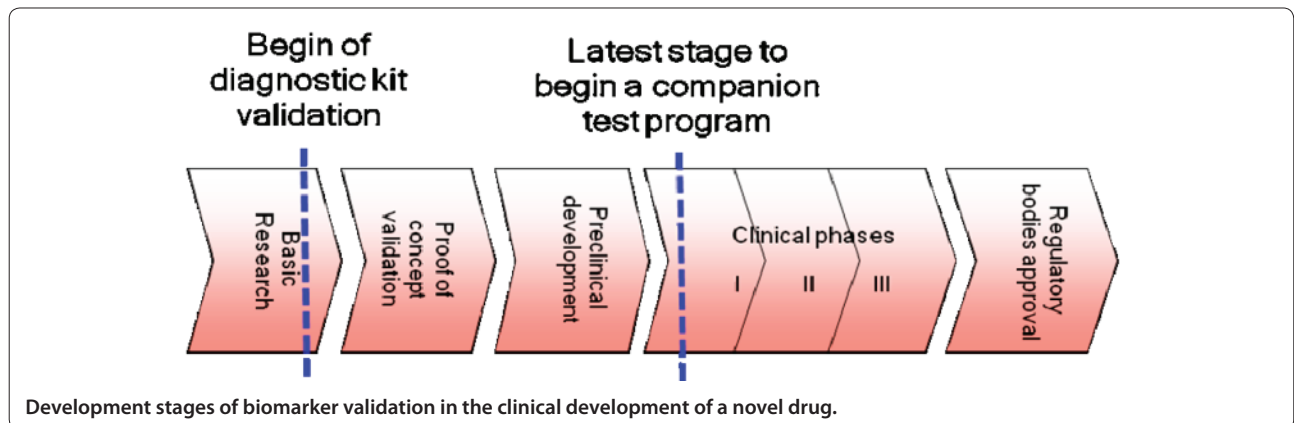 Begin of
diagnostic kit
validation
Latest stage to
begin a companion
test program
Basic
Research
Proof of
concept
validation
Preclinical
development
Clinical phases
I II III
Regulatory
bodies approval
Development stages of biomarker validation in the clinical development of a novel drug.